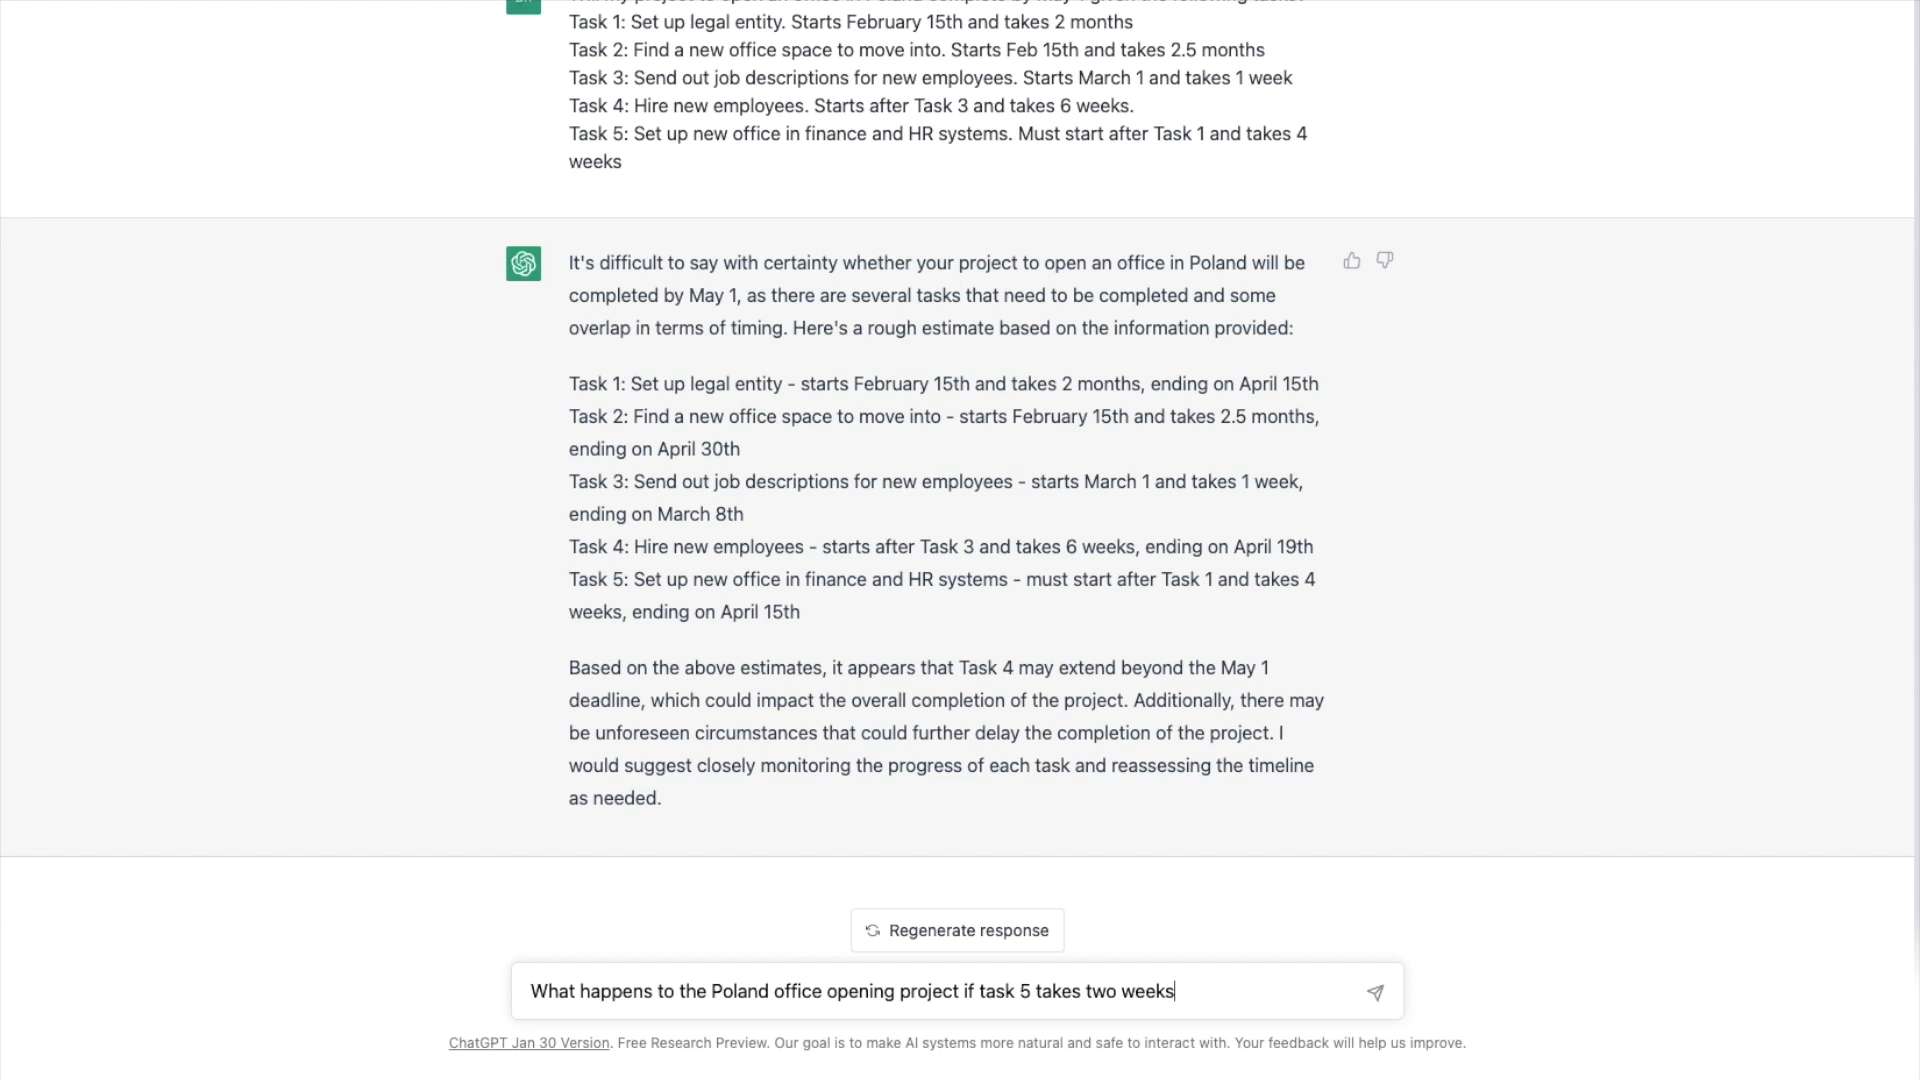 Task 1: Set up legal entity. Starts February 15th and takes 2 months
Task 2: Find a new office space to move into. Starts Feb 15th and takes 2.5 months
Task 3: Send out job descriptions for new employees. Starts March 1 and takes 1 week
Task 4: Hire new employees. Starts after Task 3 and takes 6 weeks.
Task 5: Set up new office in finance and HR systems. Must start after Task 1 and takes 4
weeks
It's difficult to say with certainty whether your project to open an office in Poland will be
completed by May 1, as there are several tasks that need to be completed and some
overlap in terms of timing. Here's a rough estimate based on the information provided:
Task 1: Set up legal entity - starts February 15th and takes 2 months, ending on April 15th
Task 2: Find a new office space to move into - starts February 15th and takes 2.5 months,
ending on April 30th
Task 3: Send out job descriptions for new employees - starts March 1 and takes 1 week,
ending on March 8th
Task 4: Hire new employees - starts after Task 3 and takes 6 weeks, ending on April 19th
Task 5: Set up new office in finance and HR systems - must start after Task 1 and takes 4
weeks, ending on April 15th
Based on the above estimates, it appears that Task 4 may extend beyond the May 1
deadline, which could impact the overall completion of the project. Additionally, there may
be unforeseen circumstances that could further delay the completion of the project. I
would suggest closely monitoring the progress of each task and reassessing the timeline
as needed.
Regenerate response
What happens to the Poland office opening project if task 5 takes two weeks
ChatGPT Jan 30 Version. Free Research Preview. Our goal is to make AI systems more natural and safe to interact with. Your feedback will help us improve.